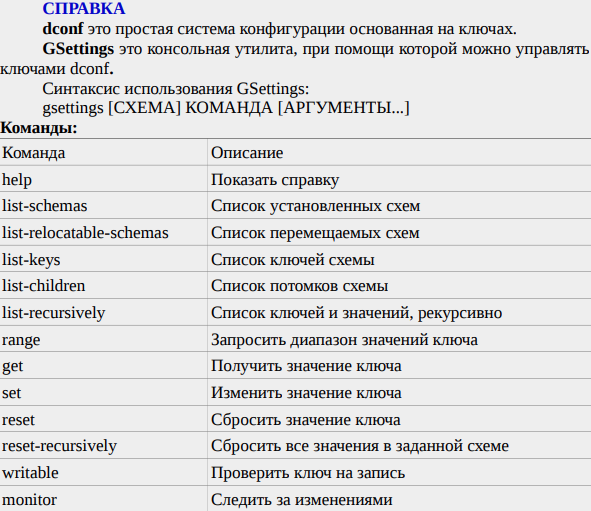 СПРАВКА
dconf это простая система конфигурации основанная на ключах.
GSettings это консольная утилита, при помощи которой можно управлять
ключами dconf.
Синтаксис использования GSettings:
gsettings [СХЕМА] КОМАНДА [АРГУМЕНТЫ...]
Команды:
Команда Описание
help Показать справку
list-schemas Список установленных схем
list-relocatable-schemas Список перемещаемых схем
list-keys Список ключей схемы
list-children Список потомков схемы
list-recursively Список ключей и значений, рекурсивно
range Запросить диапазон значений ключа
get Получить значение ключа
set Изменить значение ключа
reset Сбросить значение ключа
reset-recursively Сбросить все значения в заданной схеме
writable Проверить ключ на запись
monitor Следить за изменениями